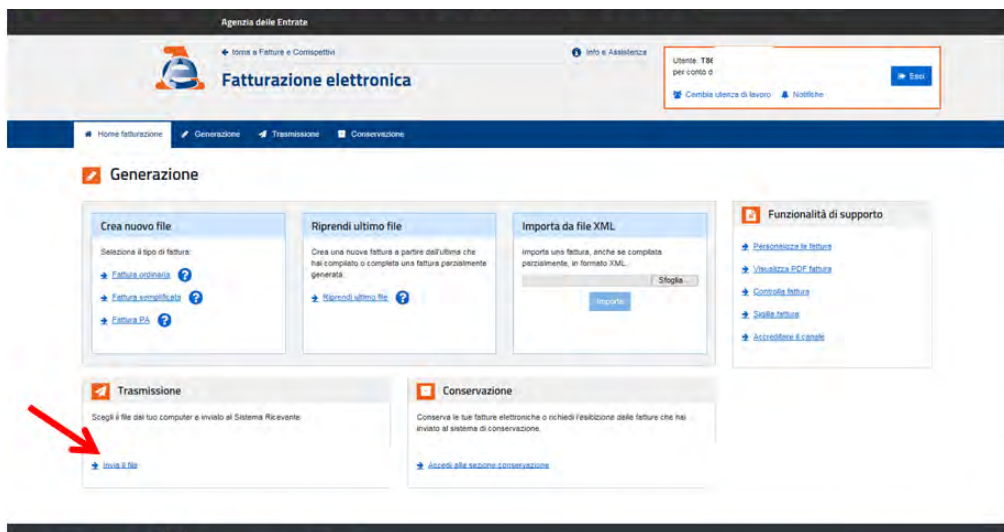 Agenzia delle Entrate
torna a Fatture e Corrispettivi
Info e Assistenza
Fatturazione elettronica
Utente: TBE
per conto d
Esci
Cambia utenza di lavoro
Notifiche
Home fatturazione
Generazione
Trasmissione
Conservazione
Generazione
Crea nuovo file
Seleziona il tipo di fattura:
Fattura ordinaria
Fattura semplificata
Fattura PA
Riprendi ultimo file
Crea una nuova fattura a partire dall'ultima che
hai compilato o completa una fattura parzialmente
generata.
Riprendi ultimo file
Importa da file XML
Importa una fattura, anche se compilata
parzialmente, in formato XML.
Sfoglia...
Importa
Funzionalità di supporto
Personalizza le fatture
Visualizza PDF fattura
Controlla fattura
Sigilla fattura
Accreditare il canale
Trasmissione
Scegli il file dal tuo computer e invialo al Sistema Ricevente.
Invia il file
Conservazione
Conserva le tue fatture elettroniche o richiedi l'esibizione delle fatture che hai
inviato al sistema di conservazione.
Accedi alla sezione conservazione